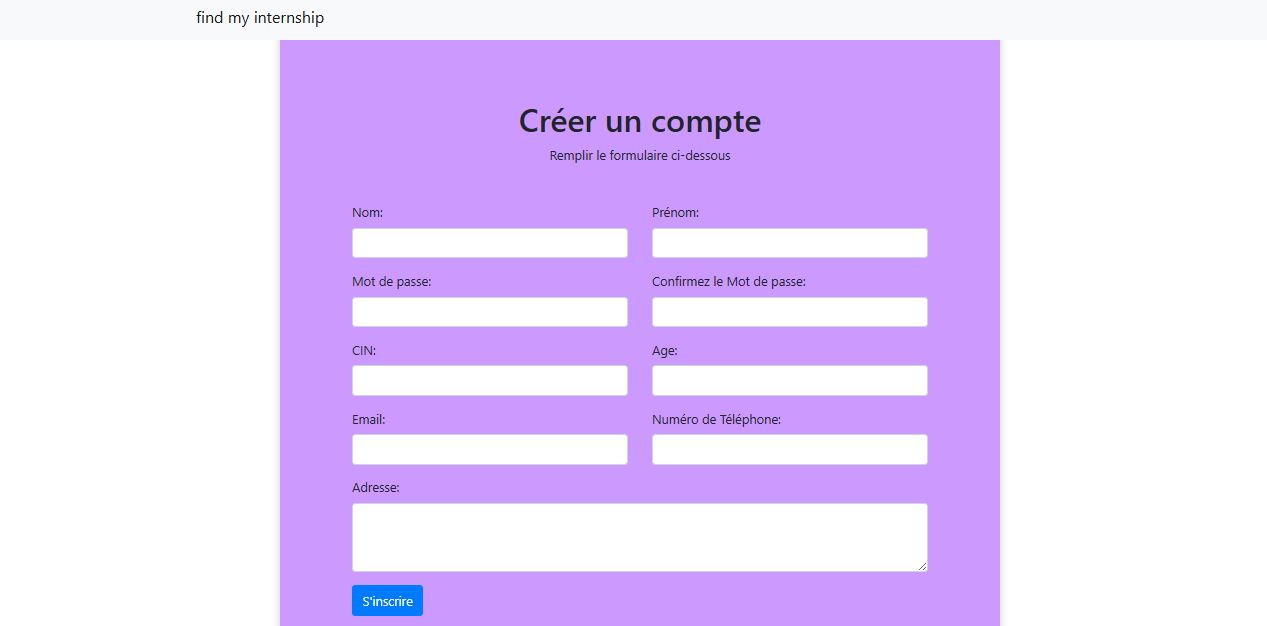 find my internship
Créer un compte
Remplir le formulaire ci-dessous
Nom: Prénom:
Mot de passe: Confirmez le Mot de passe:
CIN: Age:
Email: Numéro de Téléphone:
Adresse:
S'inscrire